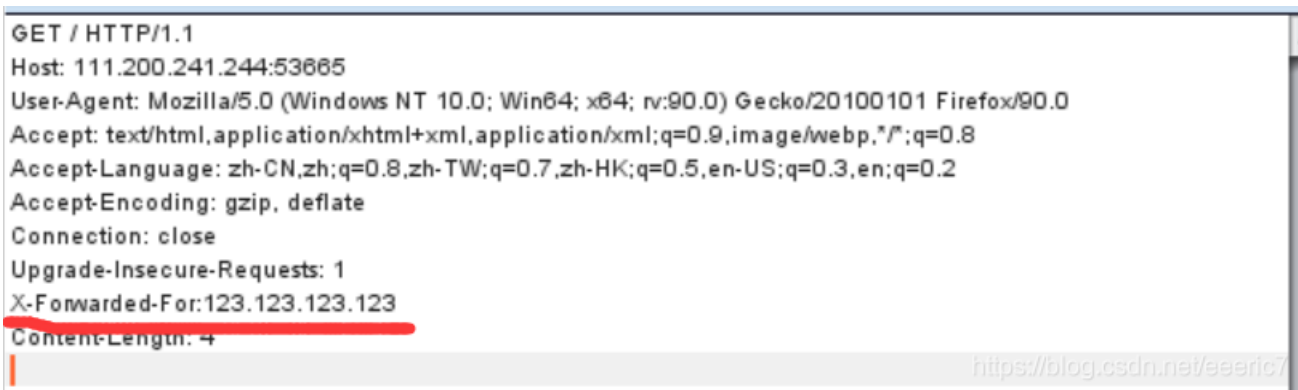 GET / HTTP/1.1
Host: 111.200.241.244:53665
User-Agent: Mozilla/5.0 (Windows NT 10.0; Win64; x64; rv:90.0) Gecko/20100101 Firefox/90.0
Accept: text/html,application/xhtml+xml,application/xml;q=0.9,image/webp,*/*;q=0.8
Accept-Language: zh-CN,zh;q=0.8,zh-TW;q=0.7,zh-HK;q=0.5,en-US;q=0.3,en;q=0.2
Accept-Encoding: gzip, deflate
Connection: close
Upgrade-Insecure-Requests: 1
X-Forwarded-For:123.123.123.123
Content-Length: 4
https://blog.csdn.net/eeeric7